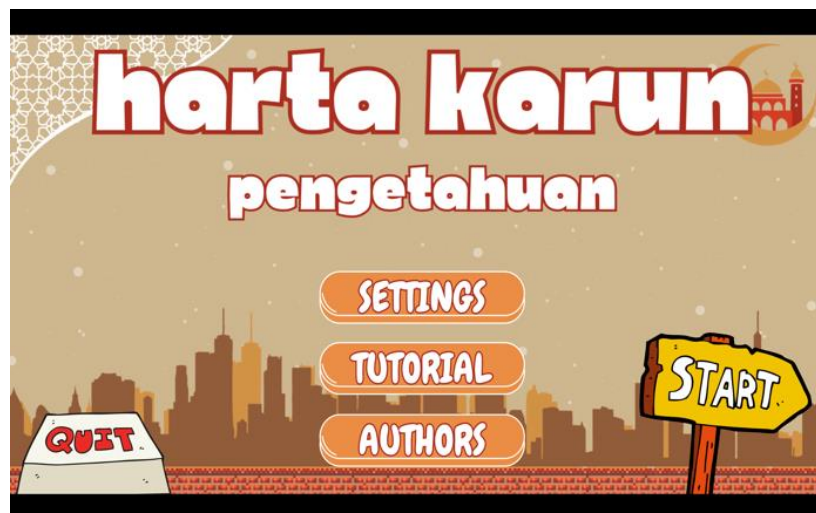 harta karun
pengetahuan
SETTINGS
TUTORIAL
START
AUTHORS
QUIT